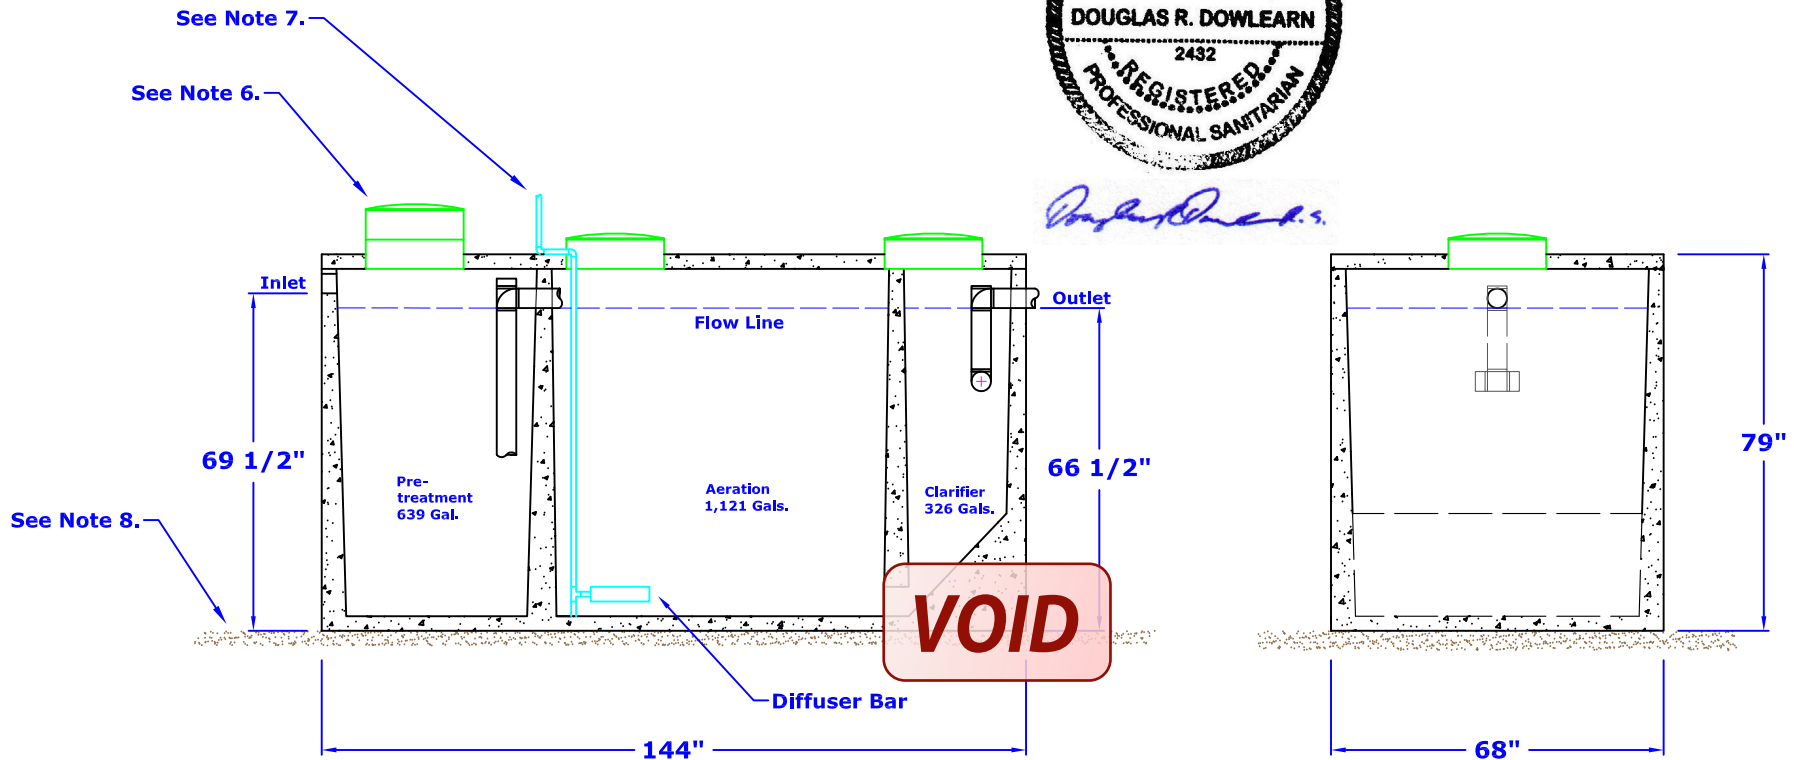 See Note 7.
DOUGLAS R. DOWLEARN
2432
REGISTERED
PROFESSIONAL SANITARIAN
See Note 6.
Inlet
Outlet
Flow Line
69 1/2"
66 1/2"
79"
Pre-
treatment
639 Gal.
Aeration
1,121 Gals.
Clarifier
326 Gals.
See Note 8.
VOID
Diffuser Bar
144"
68"